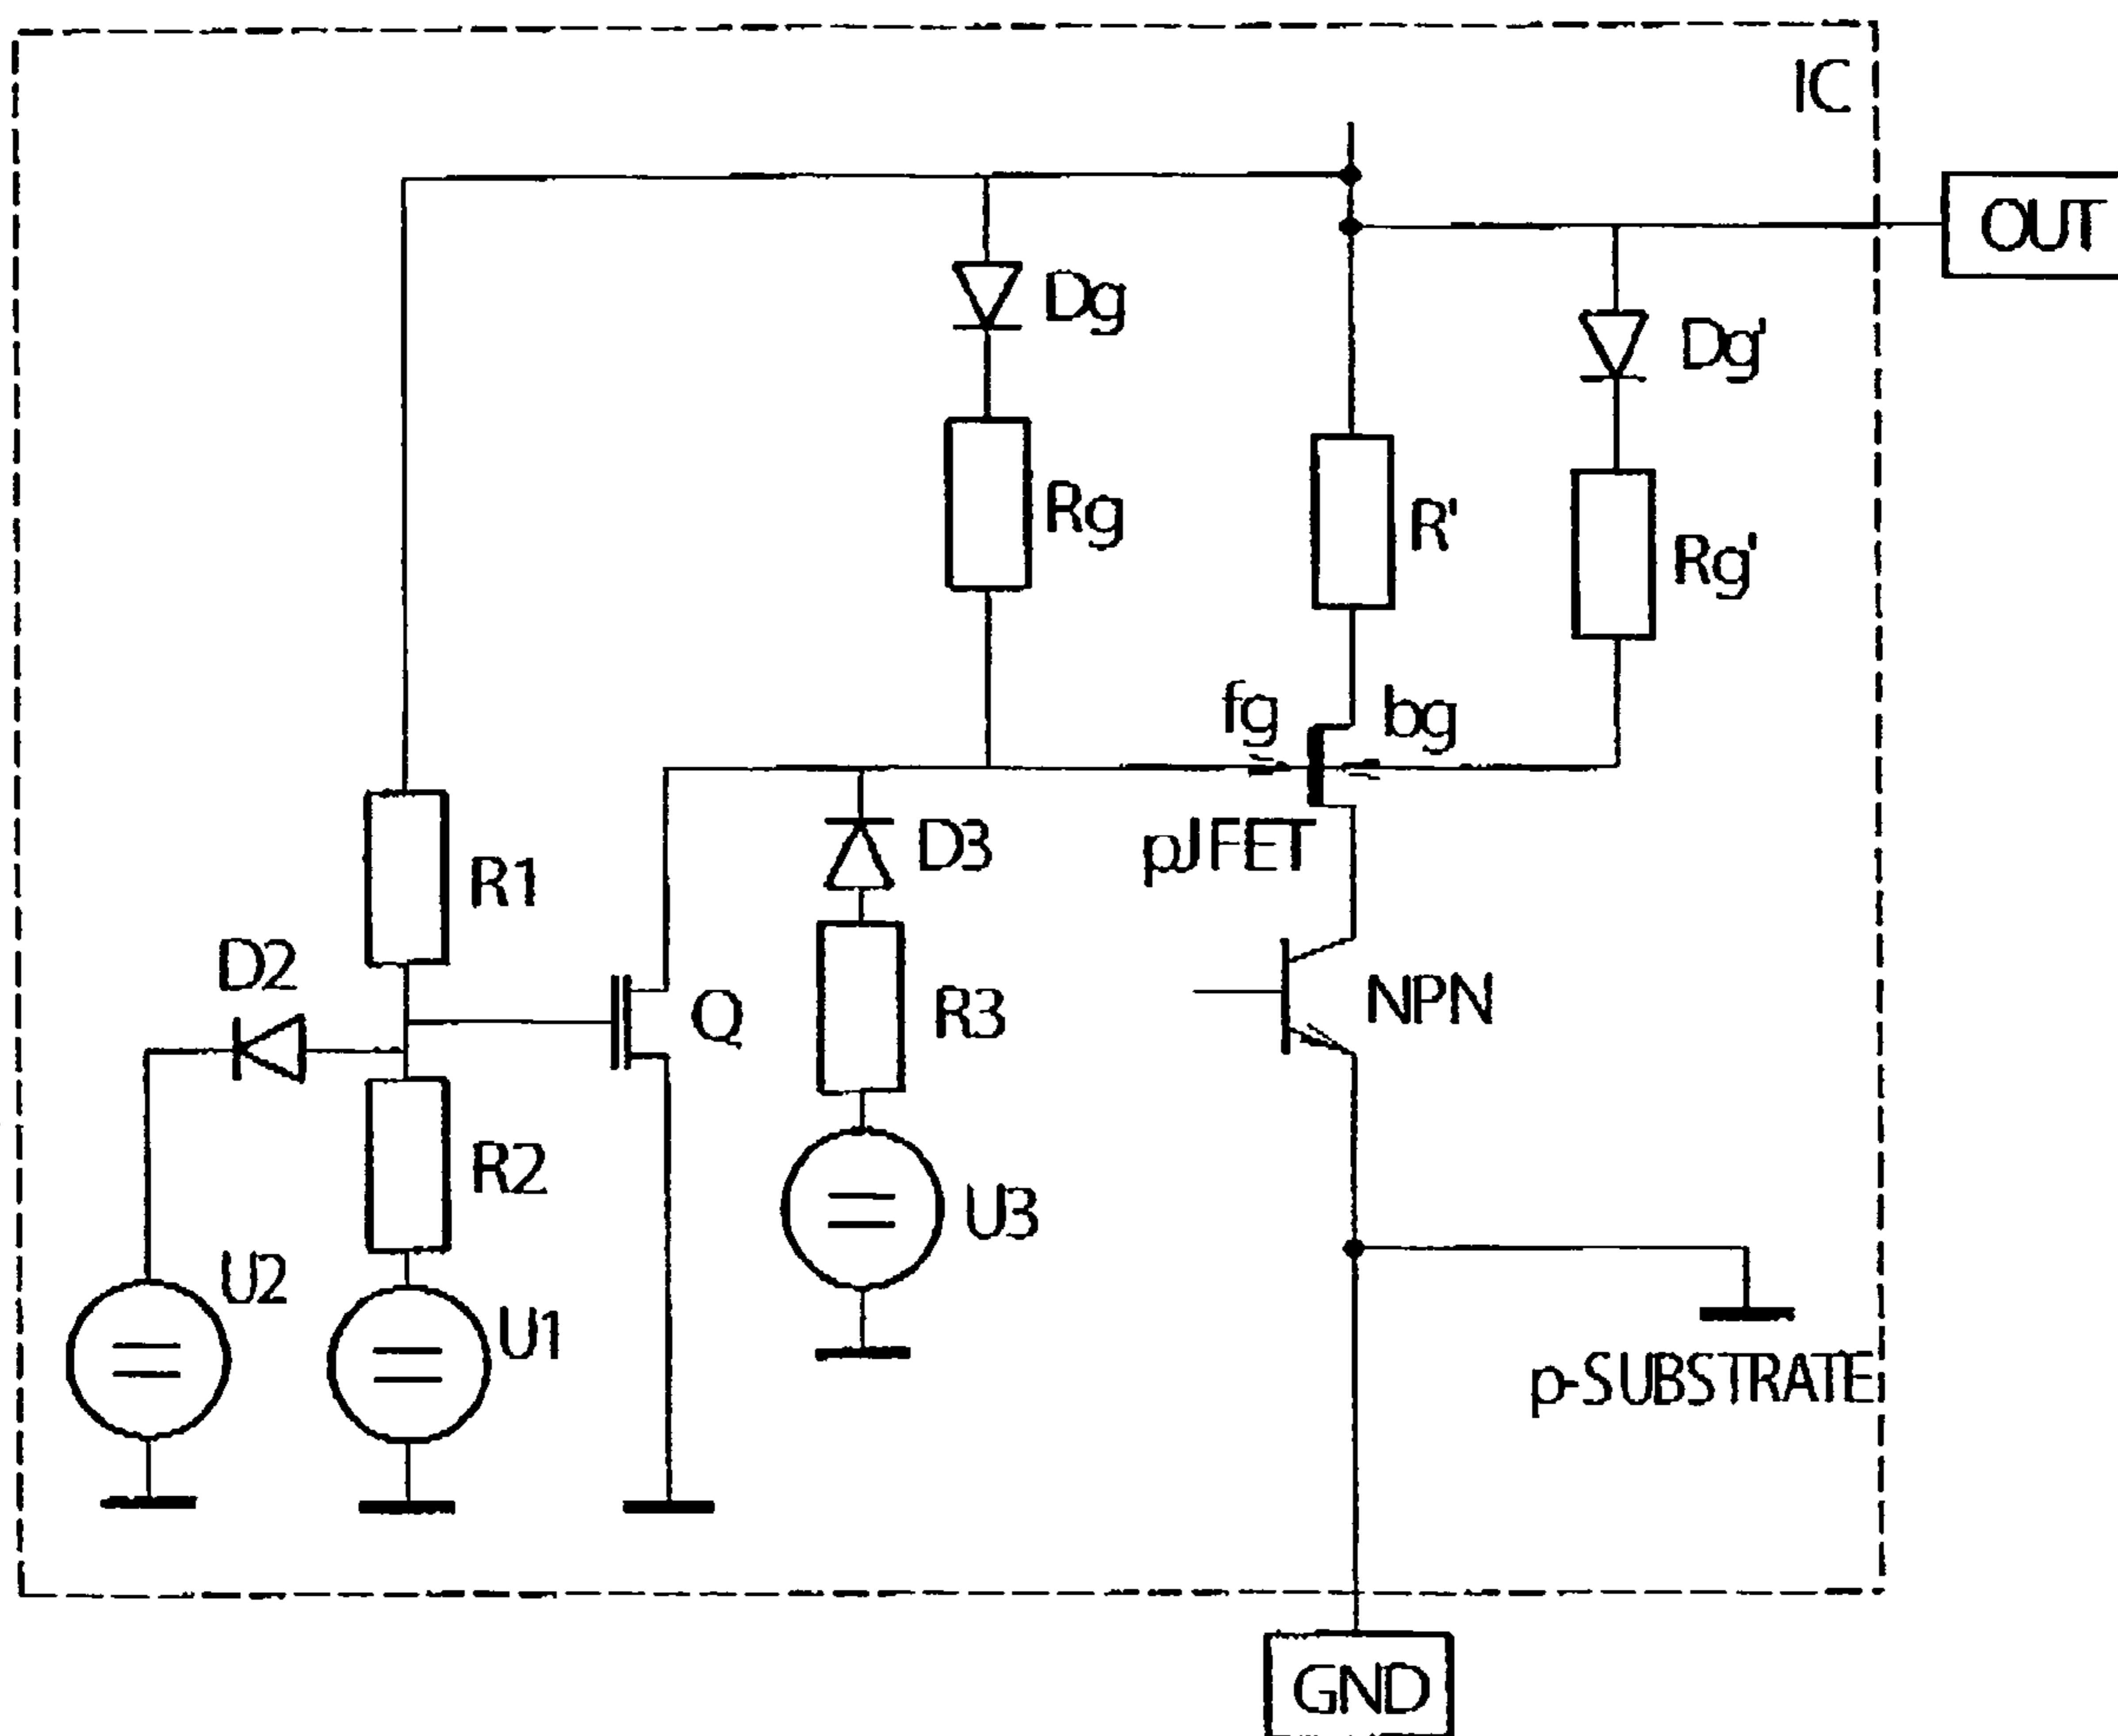 IC
OUT
Dg
Dg'
Rg
R'
Rg'
fg
bg
pJFET
D3
R1
D2
Q
R3
NPN
R2
U3
U2
U1
p-SUBSTRATE
GND